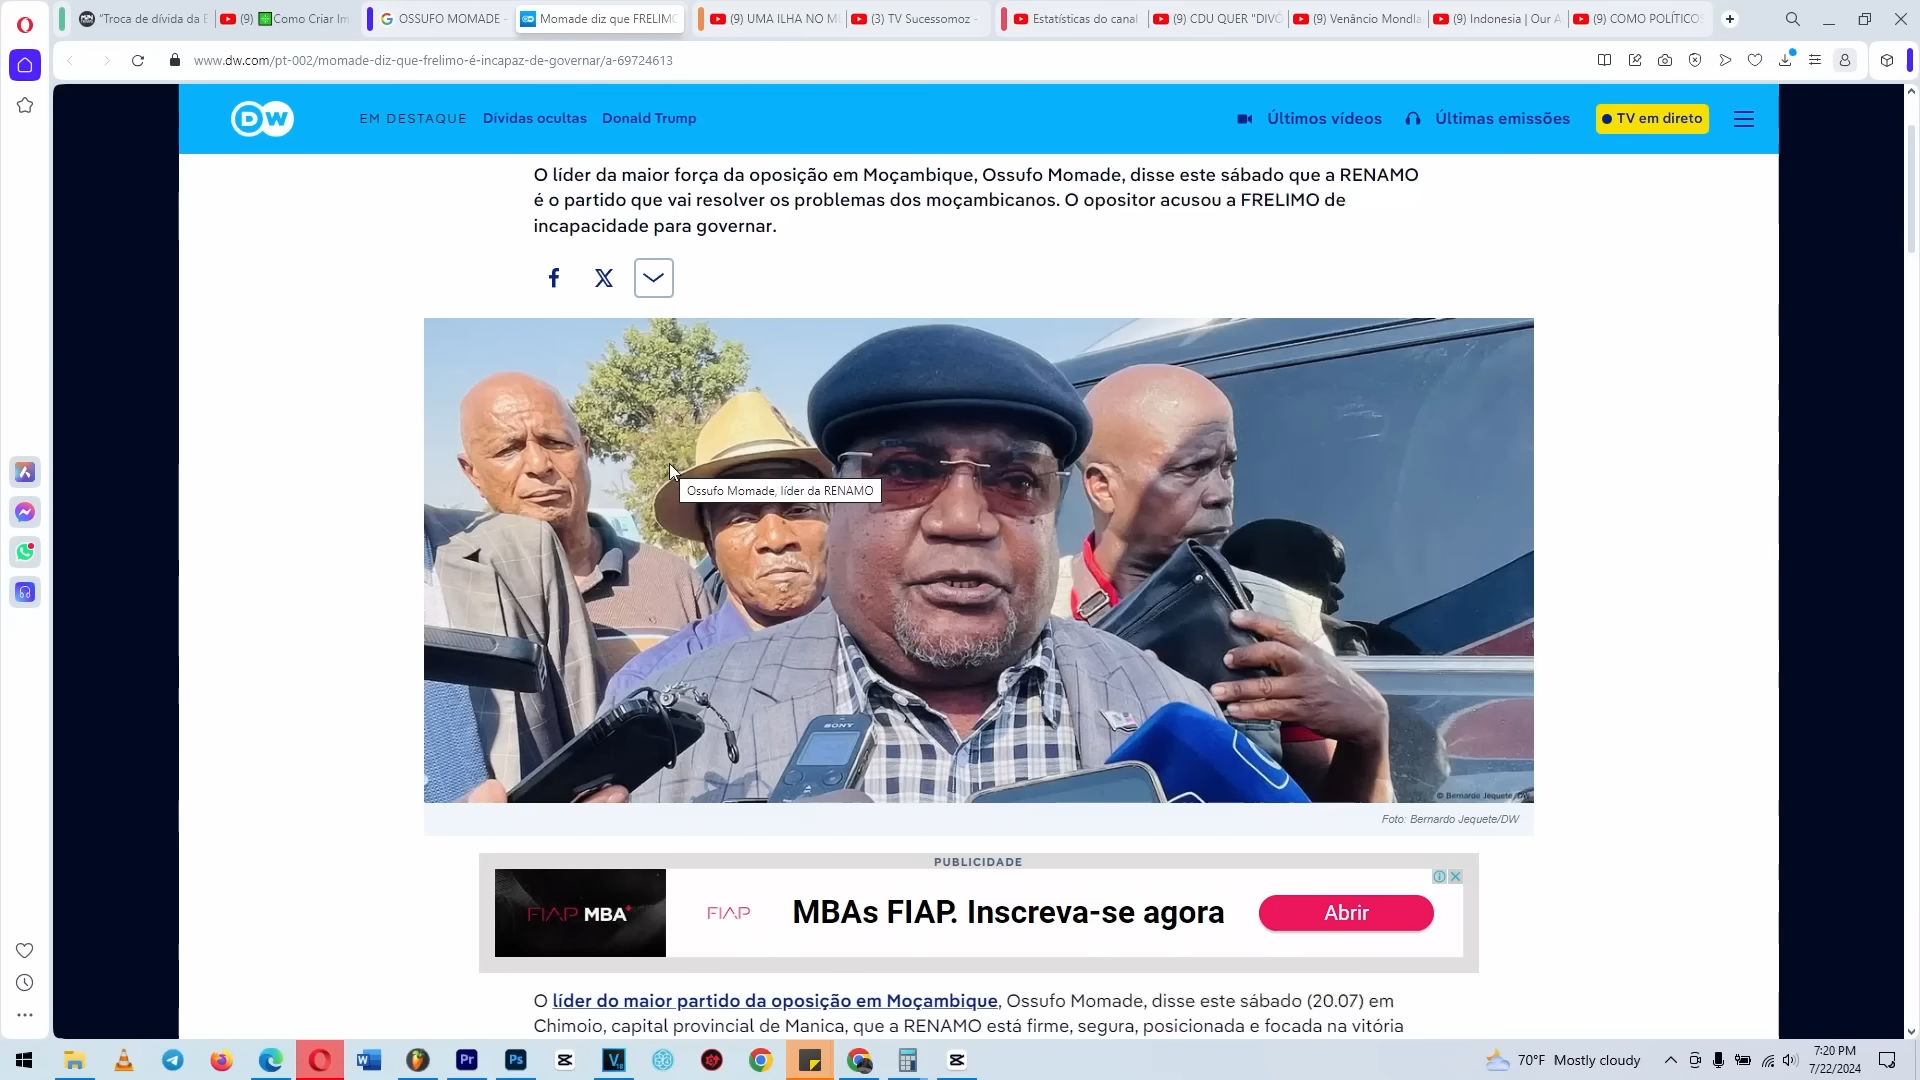 "Troca de dívida da E
(9) Como Criar Im
OSSUFO MOMADE -
Momade diz que FRELIMO
(9) UMA ILHA NO M
(3) TV Sucessomoz -
Estatísticas do canal
(9) CDU QUER "DIVÓ
(9) Venâncio Mondla
(9) Indonesia | Our A
(9) COMO POLÍTICOS
www.dw.com/pt-002/momade-diz-que-frelimo-é-incapaz-de-governar/a-69724613
DW
EM DESTAQUE Dívidas ocultas Donald Trump
Últimos vídeos Últimas emissões TV em direto
O líder da maior força da oposição em Moçambique, Ossufo Momade, disse este sábado que a RENAMO
é o partido que vai resolver os problemas dos moçambicanos. O opositor acusou a FRELIMO de
incapacidade para governar.
Ossufo Momade, líder da RENAMO
SONY
© Bernardo Jequete/DW
Foto: Bernardo Jequete/DW
PUBLICIDADE
FIAP MBA+
FIAP
MBAs FIAP. Inscreva-se agora
Abrir
O líder do maior partido da oposição em Moçambique, Ossufo Momade, disse este sábado (20.07) em
Chimoio, capital provincial de Manica, que a RENAMO está firme, segura, posicionada e focada na vitória
70°F Mostly cloudy
7:20 PM
7/22/2024